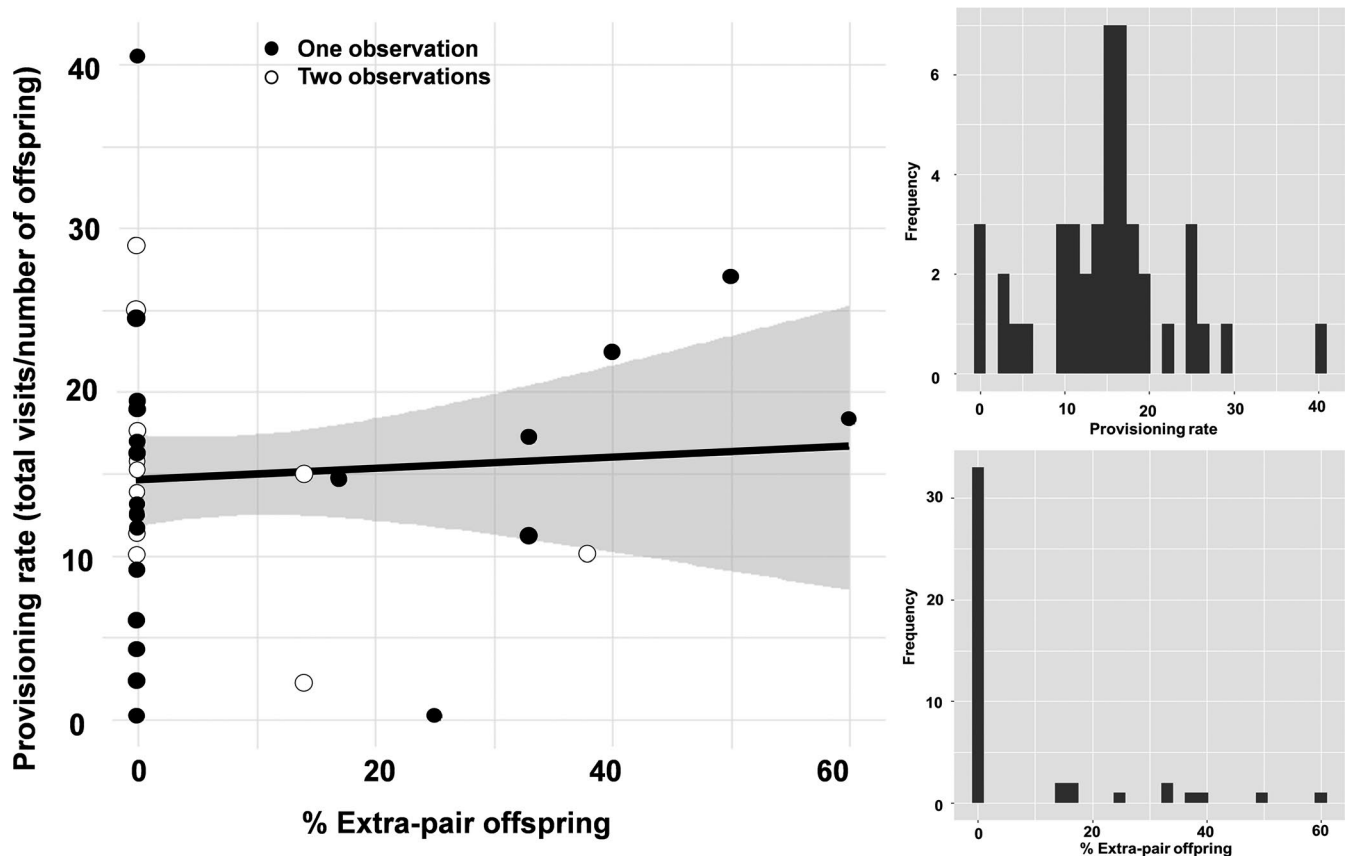 One observation
Two observations
Provisioning rate (total visits/number of offspring)
40
30
20
10
0
0 20 40 60
% Extra-pair offspring
Frequency
6
4
2
0
0 10 20 30 40
Provisioning rate
Frequency
30
20
10
0
0 20 40 60
% Extra-pair offpring